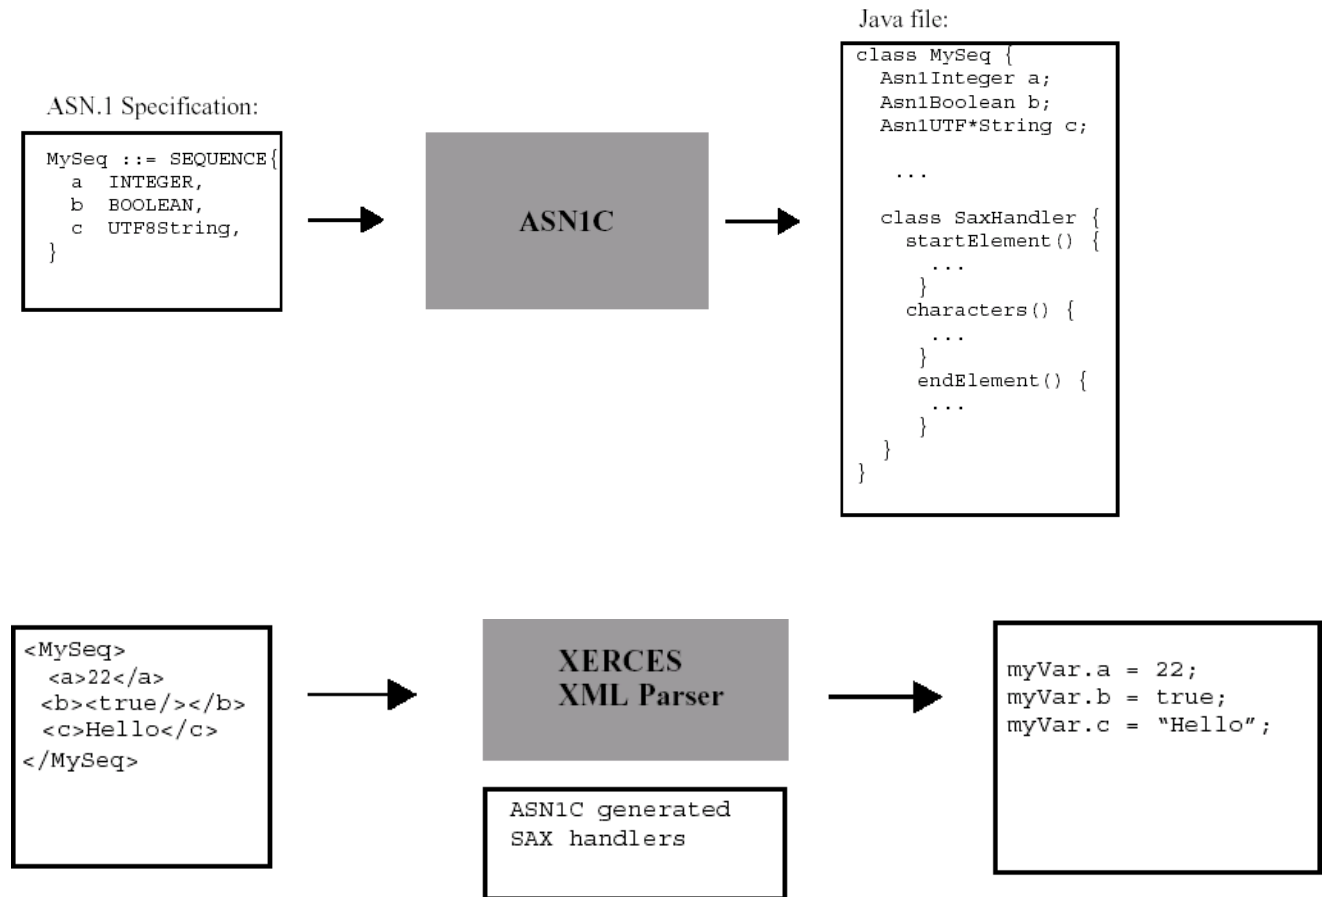 Java file:
class MySeq {
Asn1Integer a;
Asn1Boolean b;
Asn1UTF*String c;
...
class SaxHandler {
startElement() {
...
}
characters() {
...
}
endElement() {
...
}
}
}
ASN.1 Specification:
MySeq ::= SEQUENCE{
a INTEGER,
b BOOLEAN,
c UTF8String,
}
ASN1C
<MySeq>
<a>22</a>
<b><true/></b>
<c>Hello</c>
</MySeq>
XERCES
XML Parser
ASN1C generated
SAX handlers
myVar.a = 22;
myVar.b = true;
myVar.c = “Hello”;